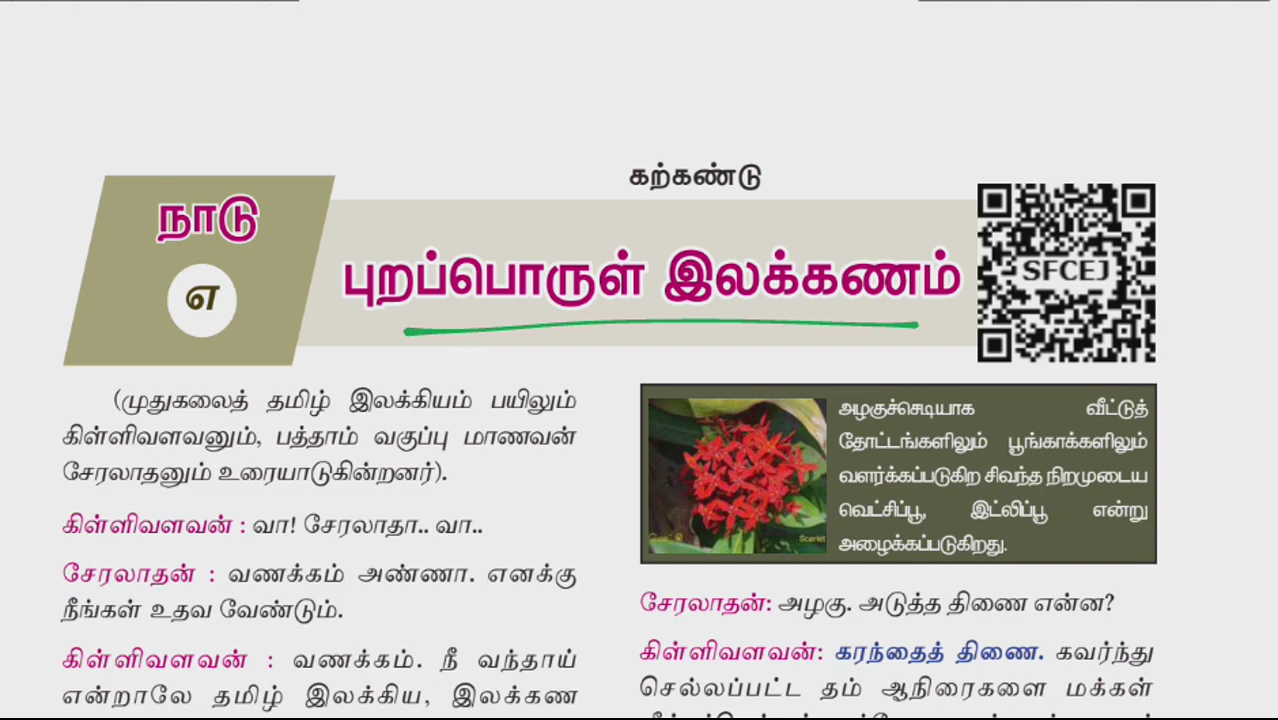 கற்கண்டு
நாடு
எ
புறப்பொருள் இலக்கணம்
SFCEJ
(முதுகலைத் தமிழ் இலக்கியம் பயிலும்
கிள்ளிவளவனும், பத்தாம் வகுப்பு மாணவன்
சேரலாதனும் உரையாடுகின்றனர்).
கிள்ளிவளவன் : வா! சேரலாதா.. வா..
சேரலாதன் : வணக்கம் அண்ணா. எனக்கு
நீங்கள் உதவ வேண்டும்.
கிள்ளிவளவன் : வணக்கம். நீ வந்தாய்
என்றாலே தமிழ் இலக்கிய, இலக்கண
அழகுச்செடியாக வீட்டுத்
தோட்டங்களிலும் பூங்காக்களிலும்
வளர்க்கப்படுகிற சிவந்த நிறமுடைய
வெட்சிப்பூ, இட்லிப்பூ என்று
அழைக்கப்படுகிறது.
Scarlet
சேரலாதன்: அழகு. அடுத்த திணை என்ன?
கிள்ளிவளவன்: கரந்தைத் திணை. கவர்ந்து
செல்லப்பட்ட தம் ஆநிரைகளை மக்கள்